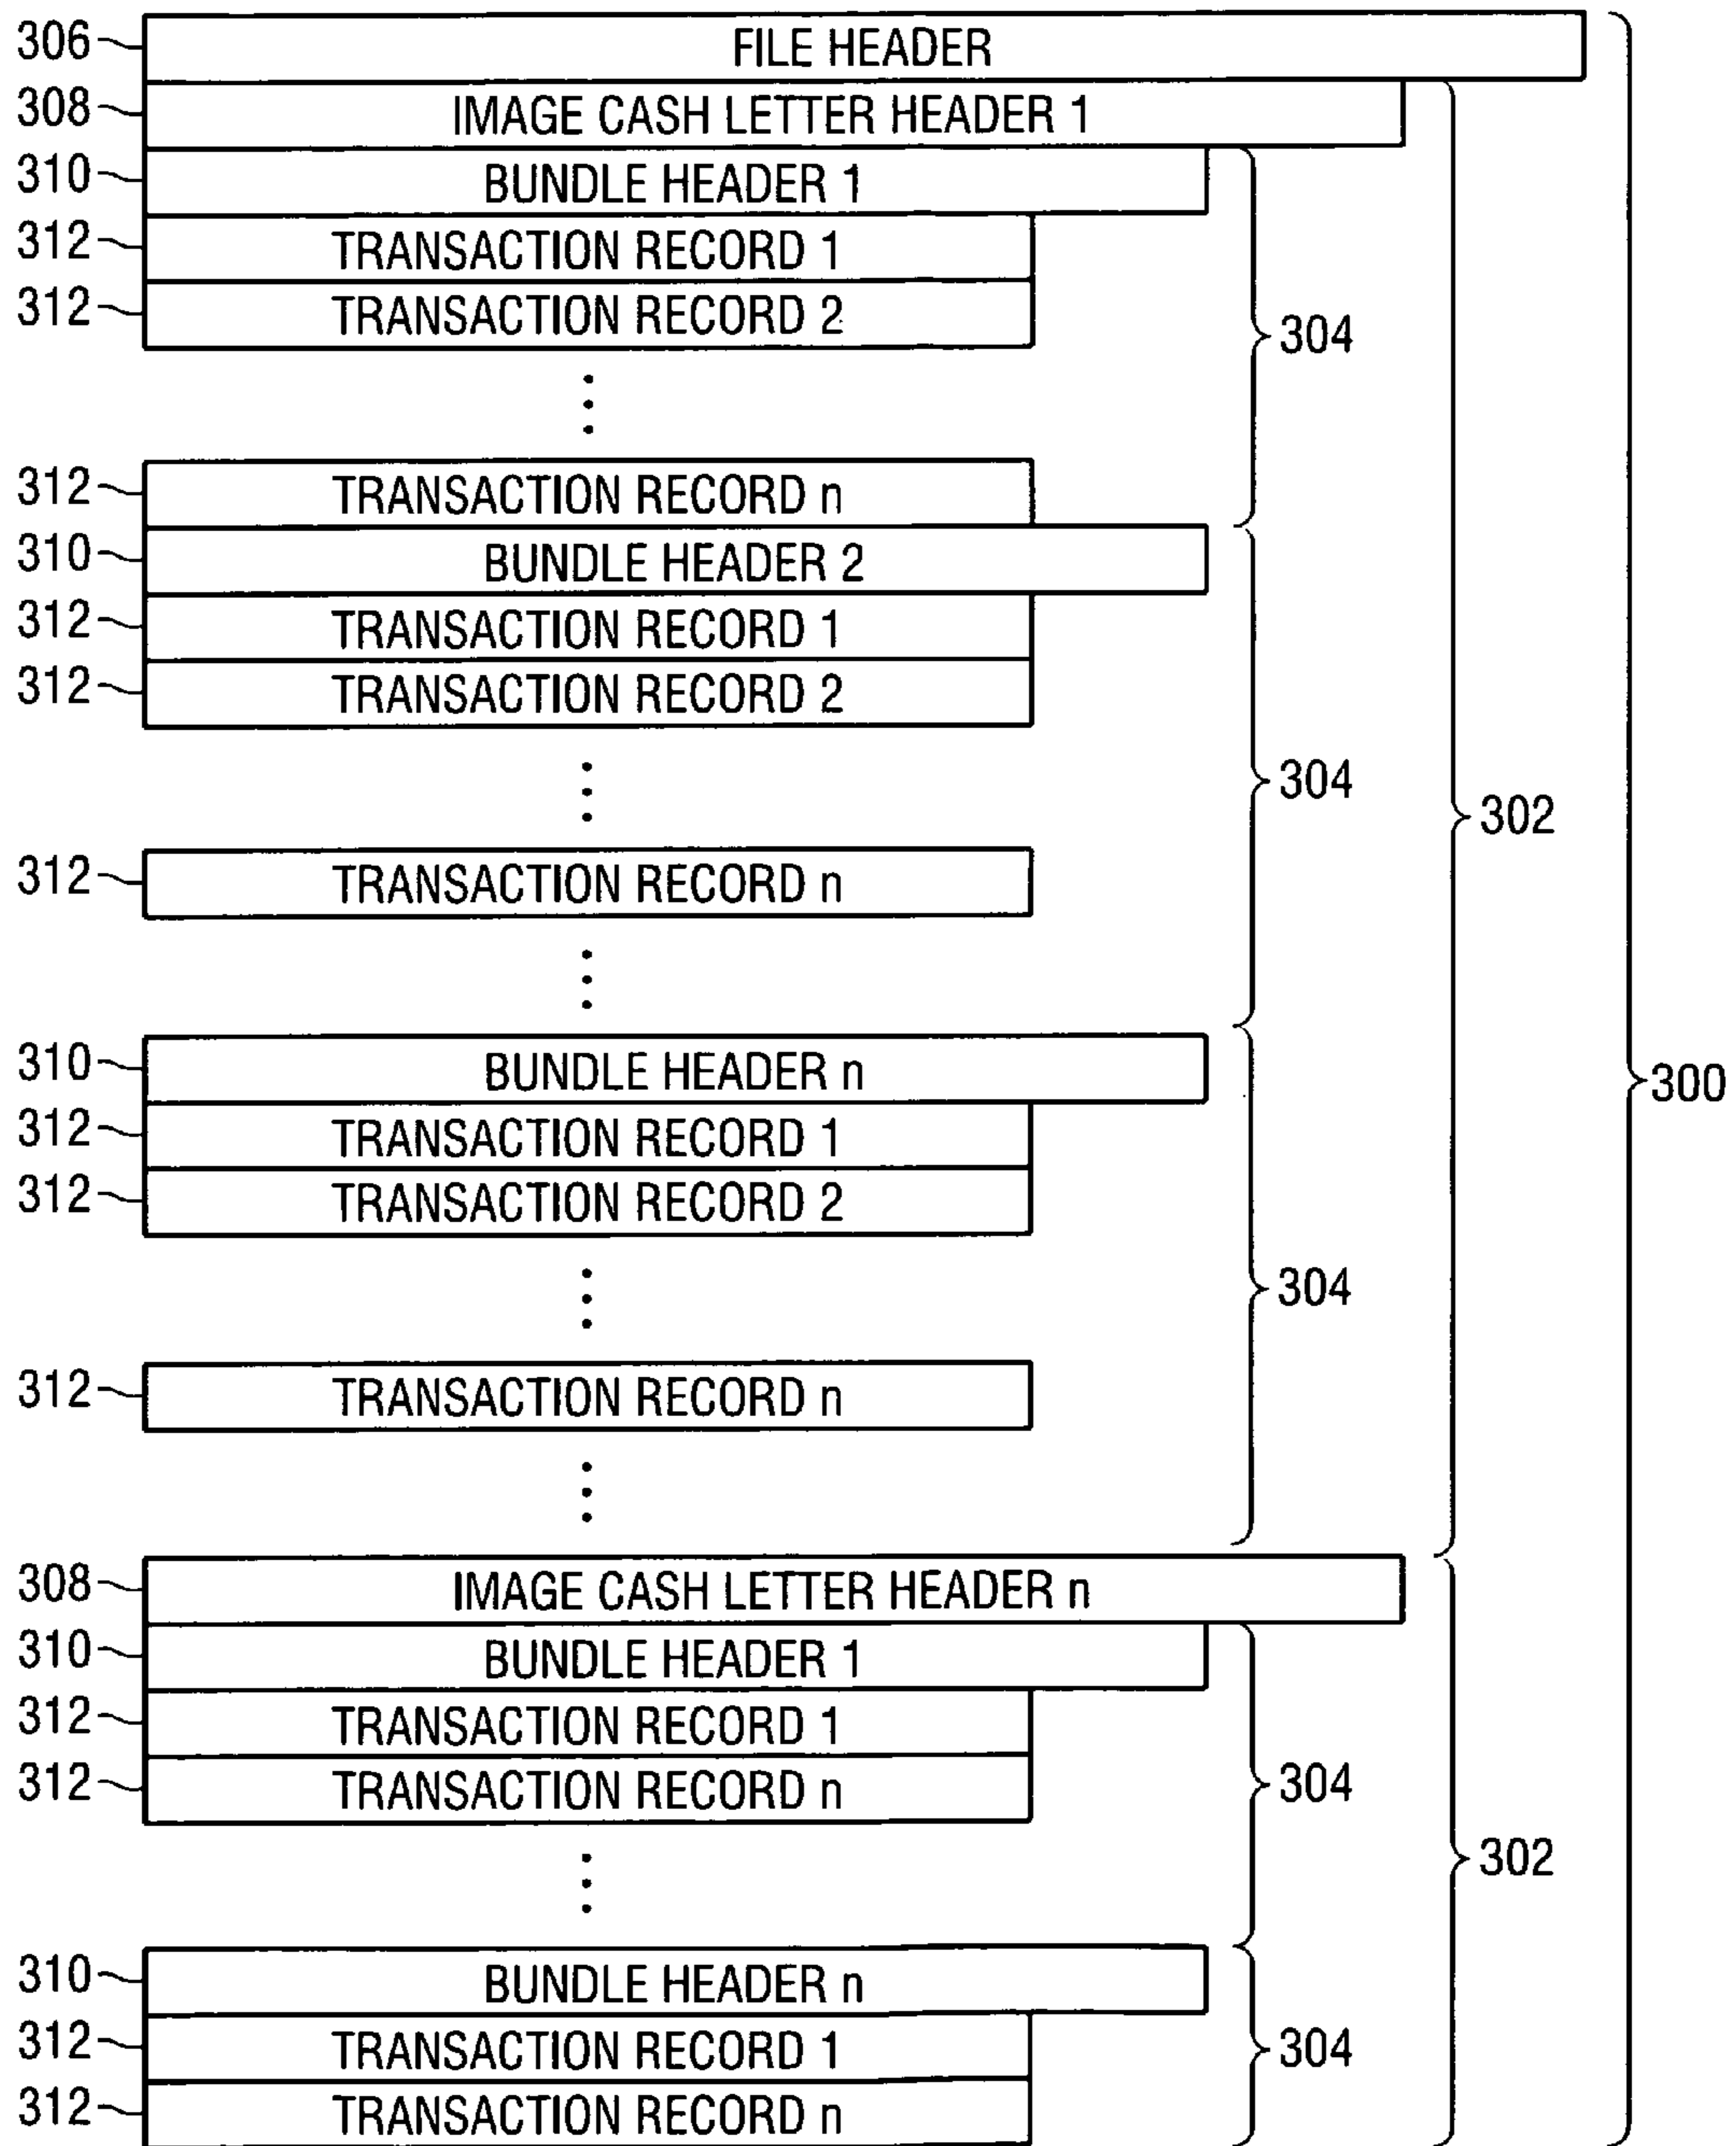 306 FILE HEADER
308 IMAGE CASH LETTER HEADER 1
310 BUNDLE HEADER 1
312 TRANSACTION RECORD 1
312 TRANSACTION RECORD 2
304
312 TRANSACTION RECORD n
310 BUNDLE HEADER 2
312 TRANSACTION RECORD 1
312 TRANSACTION RECORD 2
304
302
312 TRANSACTION RECORD n
310 BUNDLE HEADER n
300
312 TRANSACTION RECORD 1
312 TRANSACTION RECORD 2
304
312 TRANSACTION RECORD n
308 IMAGE CASH LETTER HEADER n
310 BUNDLE HEADER 1
312 TRANSACTION RECORD 1
312 TRANSACTION RECORD n
304
302
310 BUNDLE HEADER n
312 TRANSACTION RECORD 1
304
312 TRANSACTION RECORD n